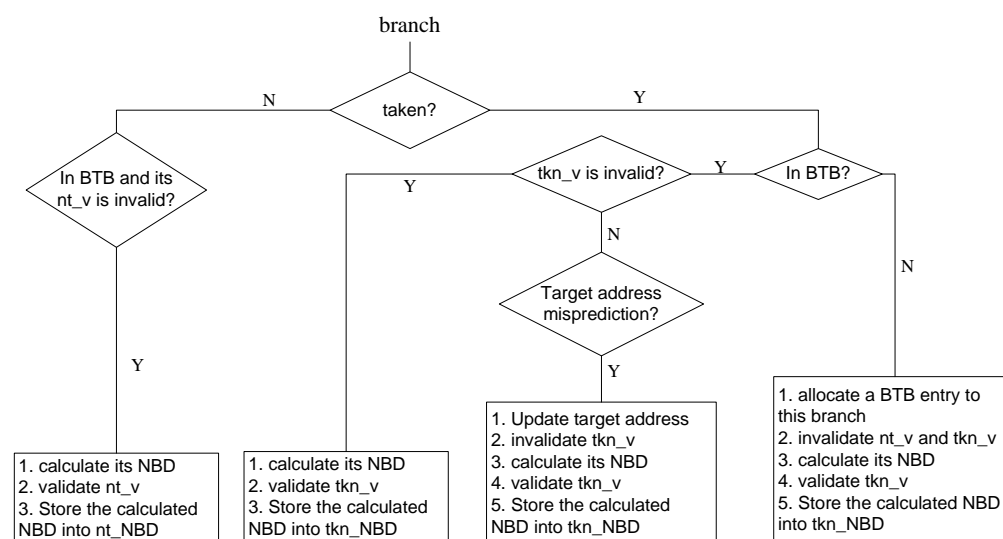 branch
N
taken?
Y
In BTB and its
nt_v is invalid?
Y
tkn_v is invalid?
Y
In BTB?
N
N
Target address
misprediction?
Y
Y
1. calculate its NBD
2. validate nt_v
3. Store the calculated
NBD into nt_NBD
1. calculate its NBD
2. validate tkn_v
3. Store the calculated
NBD into tkn_NBD
1. Update target address
2. invalidate tkn_v
3. calculate its NBD
4. validate tkn_v
5. Store the calculated
NBD into tkn_NBD
1. allocate a BTB entry to
this branch
2. invalidate nt_v and tkn_v
3. calculate its NBD
4. validate tkn_v
5. Store the calculated NBD
into tkn_NBD